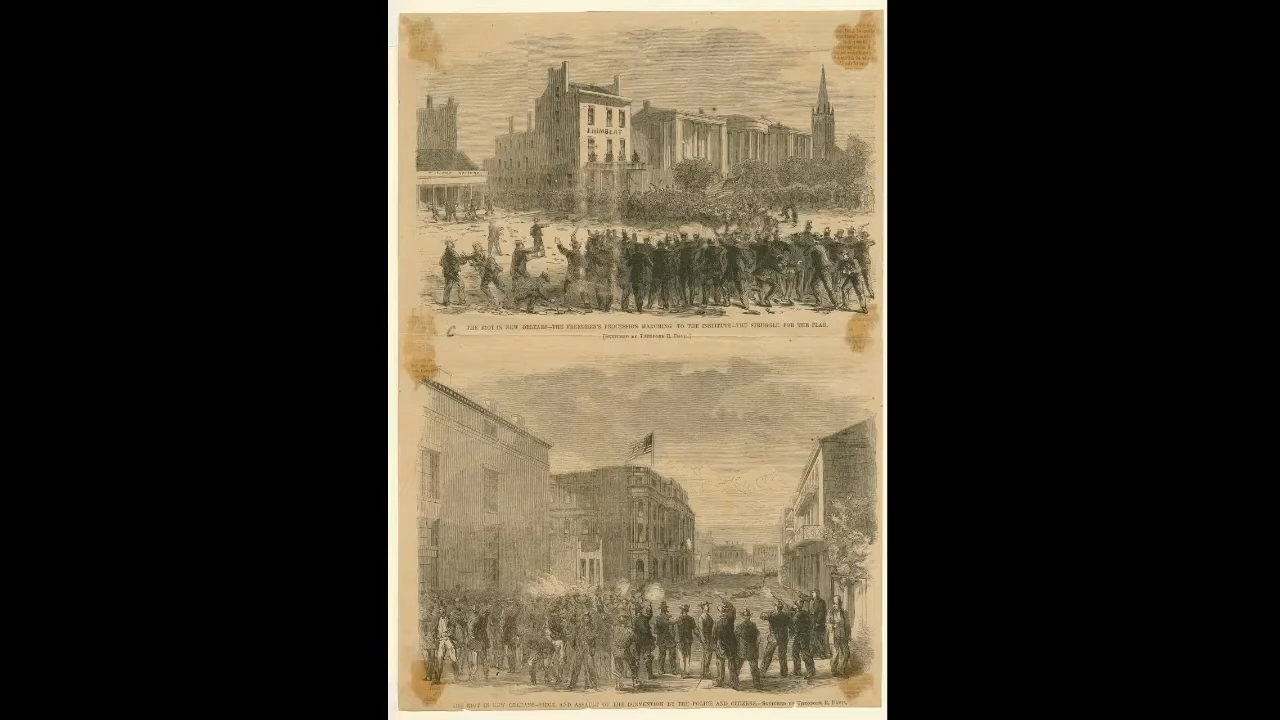 J. HIMBERT
C
THE RIOT IN NEW ORLEANS—THE FREEDMEN'S PROCESSION MARCHING TO THE INSTITUTE—THE STRUGGLE FOR THE FLAG.
[SKETCHED BY THEODORE R. DAVIS.]
THE RIOT IN NEW ORLEANS—SIEGE AND ASSAULT OF THE CONVENTION BY THE POLICE AND CITIZENS.—SKETCHED BY THEODORE R. DAVIS.